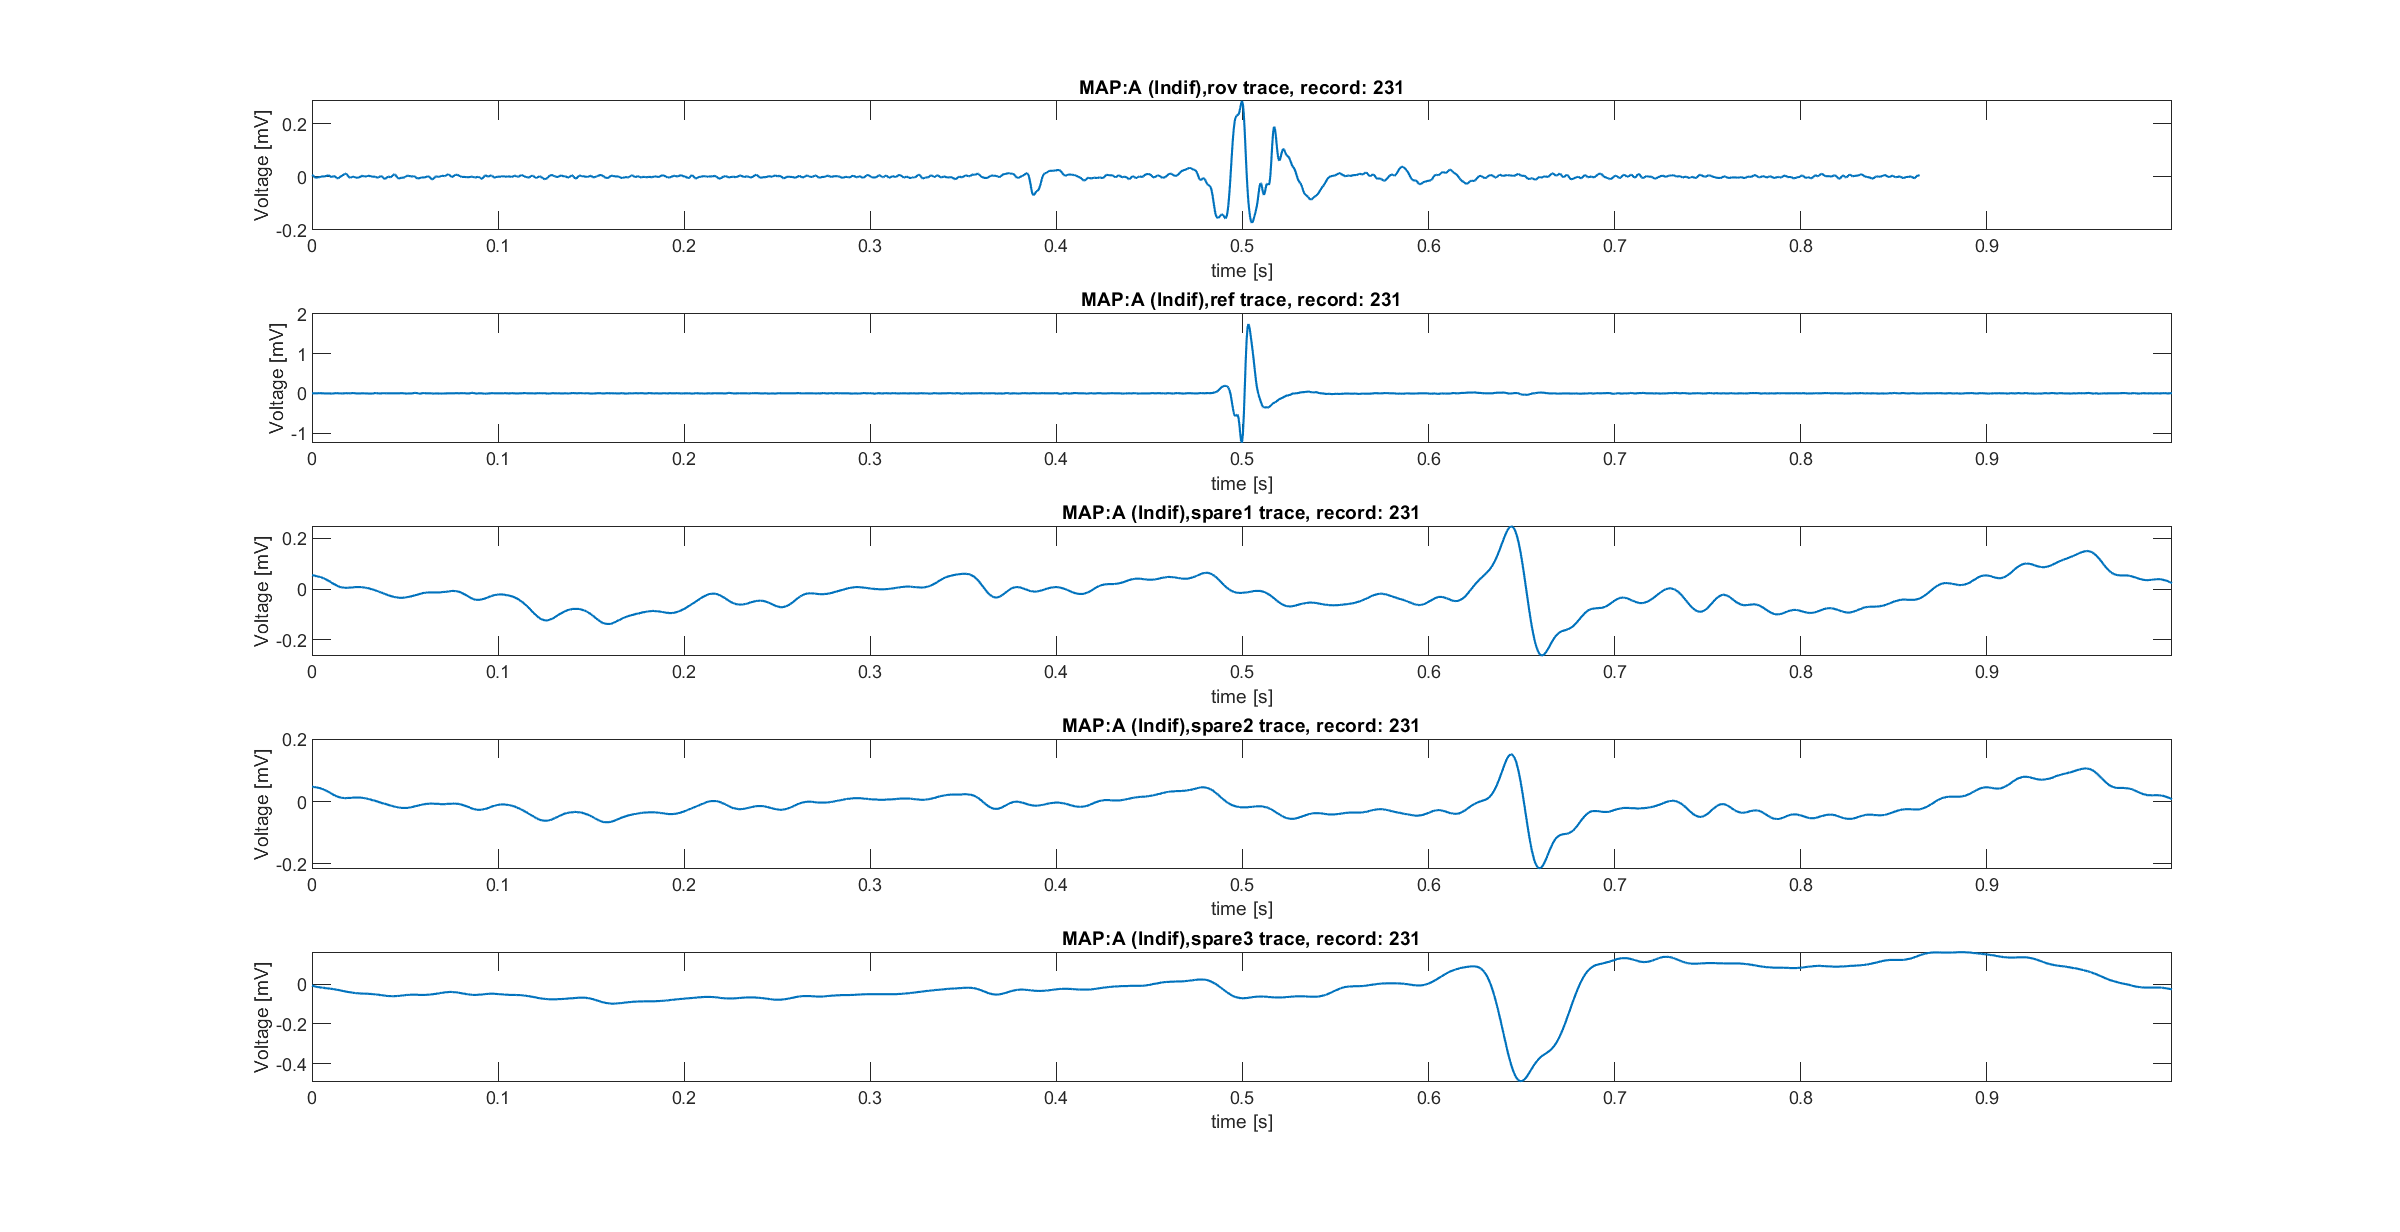 MAP:A (Indif),rov trace, record: 231
Voltage [mV]
0.2
0
-0.2
0 0.1 0.2 0.3 0.4 0.5 0.6 0.7 0.8 0.9
time [s]
MAP:A (Indif),ref trace, record: 231
Voltage [mV]
2
1
0
-1
0 0.1 0.2 0.3 0.4 0.5 0.6 0.7 0.8 0.9
time [s]
MAP:A (Indif),spare1 trace, record: 231
Voltage [mV]
0.2
0
-0.2
0 0.1 0.2 0.3 0.4 0.5 0.6 0.7 0.8 0.9
time [s]
MAP:A (Indif),spare2 trace, record: 231
Voltage [mV]
0.2
0
-0.2
0 0.1 0.2 0.3 0.4 0.5 0.6 0.7 0.8 0.9
time [s]
MAP:A (Indif),spare3 trace, record: 231
Voltage [mV]
0
-0.2
-0.4
0 0.1 0.2 0.3 0.4 0.5 0.6 0.7 0.8 0.9
time [s]